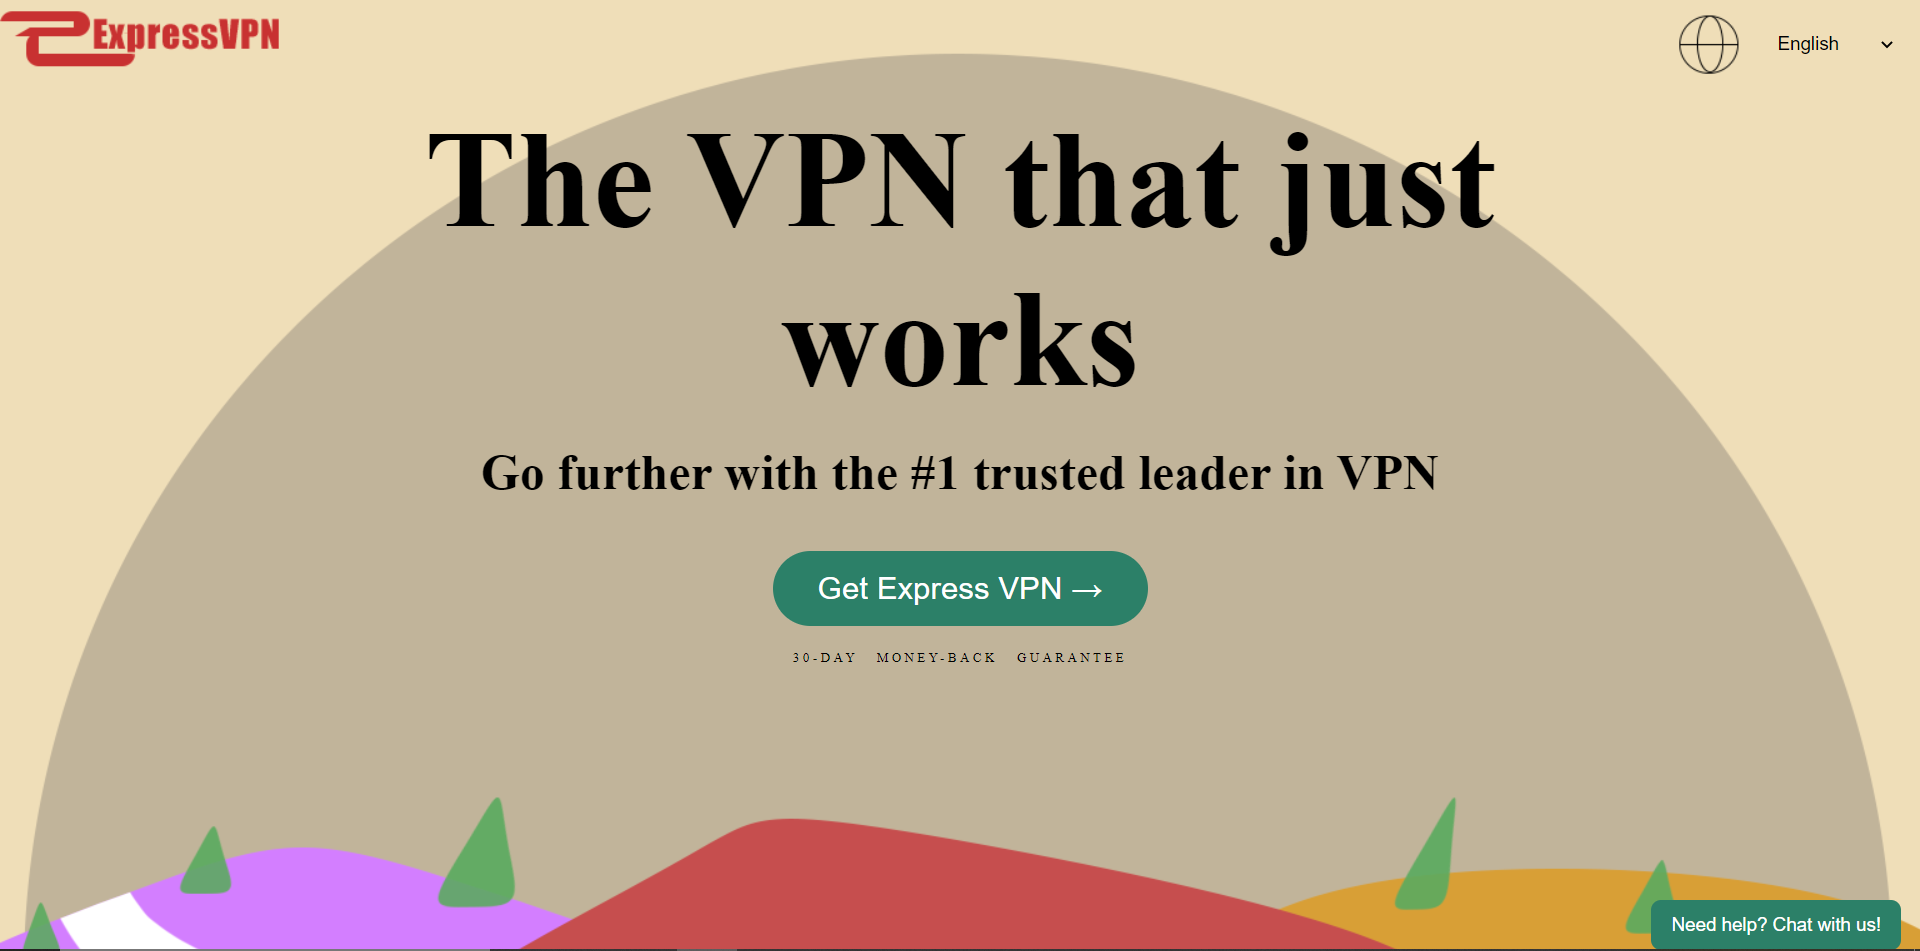 ExpressVPN
English
The VPN that just
works
Go further with the #1 trusted leader in VPN
Get Express VPN →
30-DAY MONEY-BACK GUARANTEE
Need help? Chat with us!